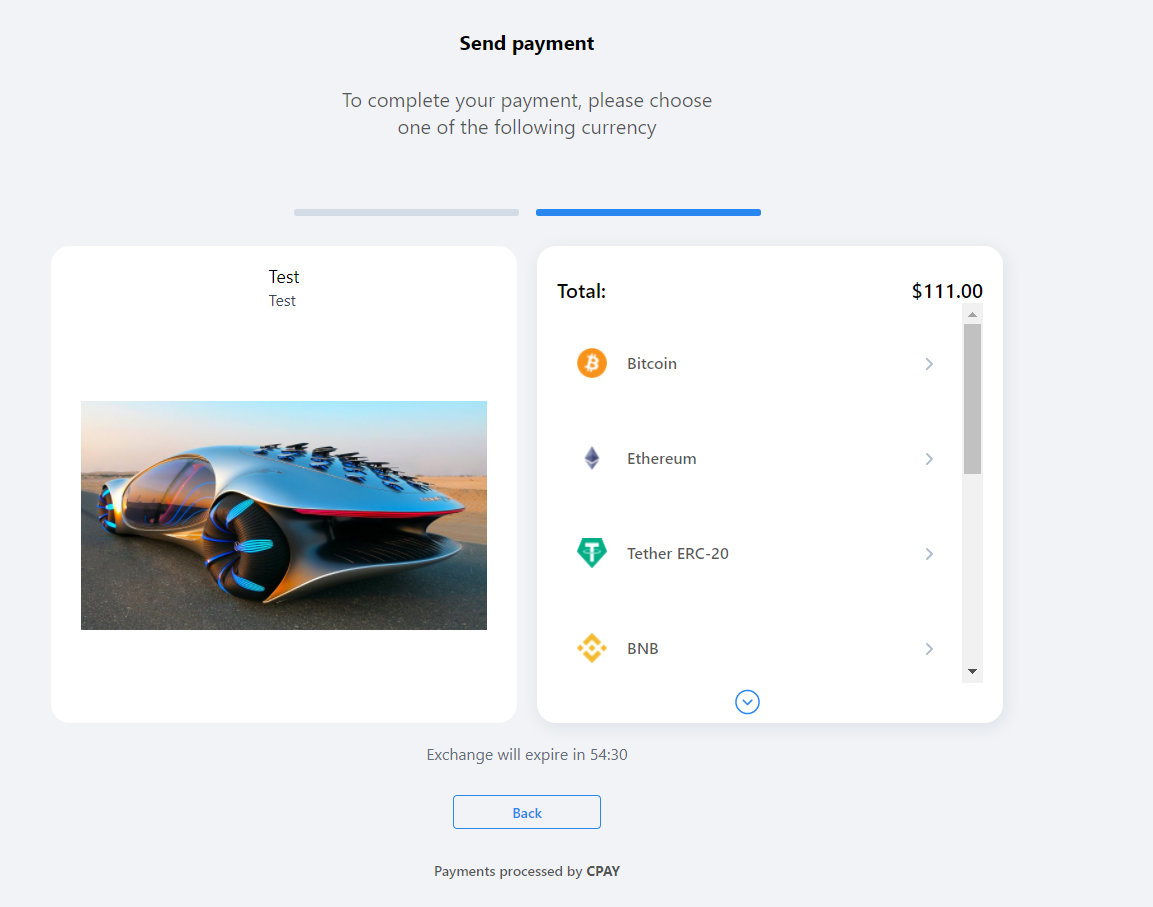 Send payment
To complete your payment, please choose
one of the following currency
Test
Test
Total:
$111.00
Bitcoin
Ethereum
Tether ERC-20
BNB
Exchange will expire in 54:30
Back
Payments processed by CPAY